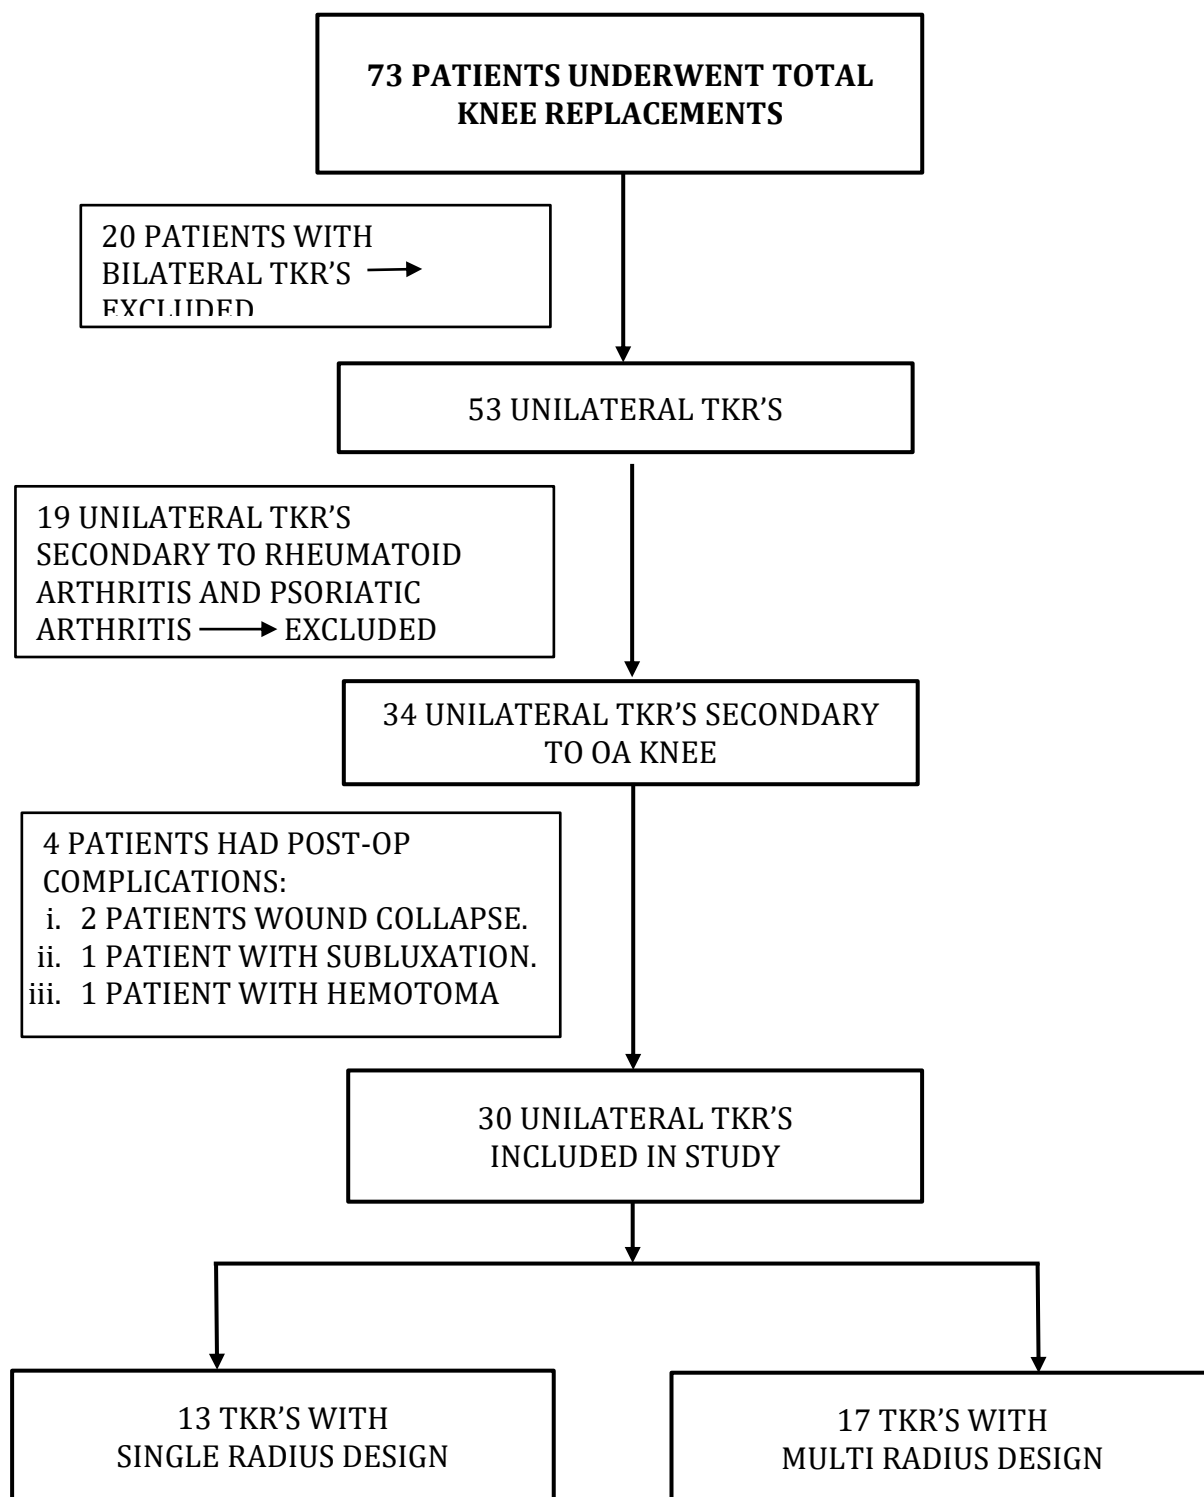 73 PATIENTS UNDERWENT TOTAL
KNEE REPLACEMENTS
20 PATIENTS WITH
BILATERAL TKR’S
EXCLUDED
53 UNILATERAL TKR’S
19 UNILATERAL TKR’S
SECONDARY TO RHEUMATOID
ARTHRITIS AND PSORIATIC
ARTHRITIS EXCLUDED
34 UNILATERAL TKR’S SECONDARY
TO OA KNEE
4 PATIENTS HAD POST-OP
COMPLICATIONS:
i. 2 PATIENTS WOUND COLLAPSE.
ii. 1 PATIENT WITH SUBLUXATION.
iii. 1 PATIENT WITH HEMOTOMA
30 UNILATERAL TKR’S
INCLUDED IN STUDY
13 TKR’S WITH
SINGLE RADIUS DESIGN
17 TKR’S WITH
MULTI RADIUS DESIGN